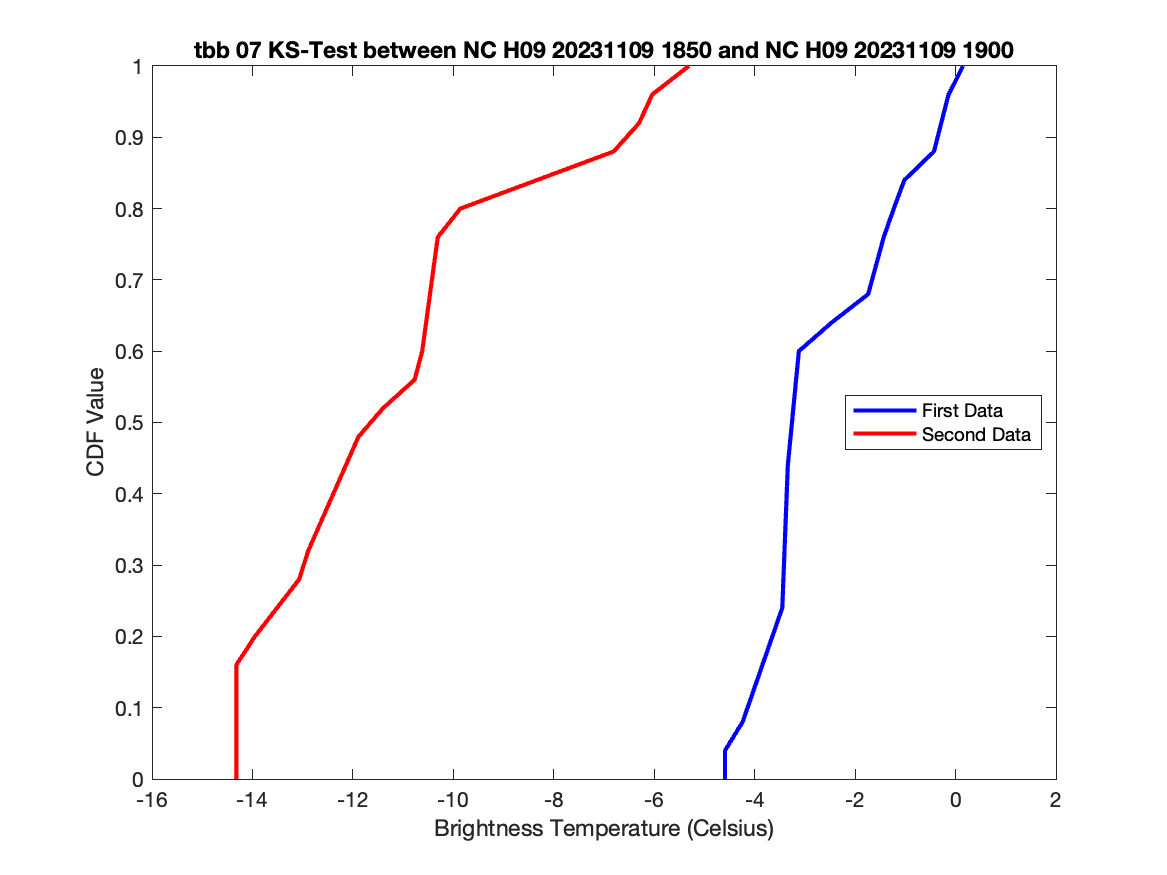 tbb 07 KS-Test between NC H09 20231109 1850 and NC H09 20231109 1900
1
0.9
0.8
0.7
0.6
0.5
0.4
0.3
0.2
0.1
0
CDF Value
First Data
Second Data
-16 -14 -12 -10 -8 -6 -4 -2 0 2
Brightness Temperature (Celsius)